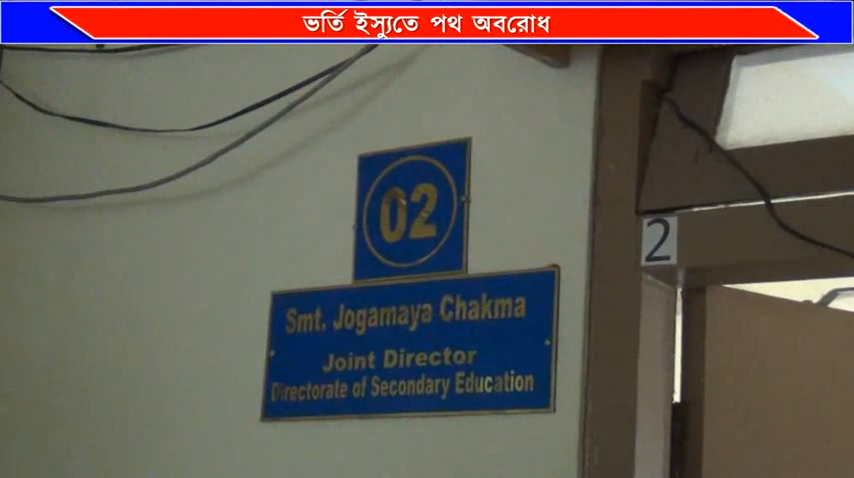 ভর্তি ইস্যুতে পথ অবরোধ
02
2
Smt. Jogamaya Chakma
Joint Director
Directorate of Secondary Education